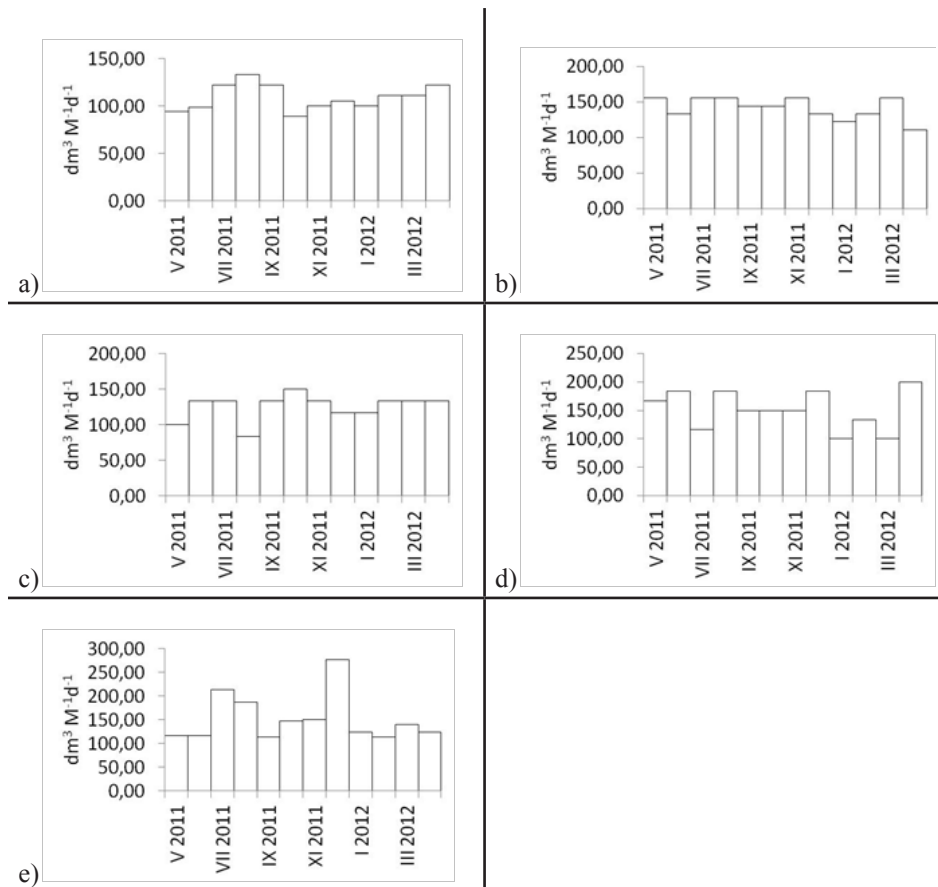 150,00
100,00
50,00
0,00
dm³ M⁻¹d⁻¹
V 2011
VII 2011
IX 2011
XI 2011
I 2012
III 2012
a)
200,00
150,00
100,00
50,00
0,00
dm³ M⁻¹d⁻¹
V 2011
VII 2011
IX 2011
XI 2011
I 2012
III 2012
b)
200,00
150,00
100,00
50,00
0,00
dm³ M⁻¹d⁻¹
V 2011
VII 2011
IX 2011
XI 2011
I 2012
III 2012
c)
250,00
200,00
150,00
100,00
50,00
0,00
dm³ M⁻¹d⁻¹
V 2011
VII 2011
IX 2011
XI 2011
I 2012
III 2012
d)
300,00
250,00
200,00
150,00
100,00
50,00
0,00
dm³ M⁻¹d⁻¹
V 2011
VII 2011
IX 2011
XI 2011
I 2012
III 2012
e)